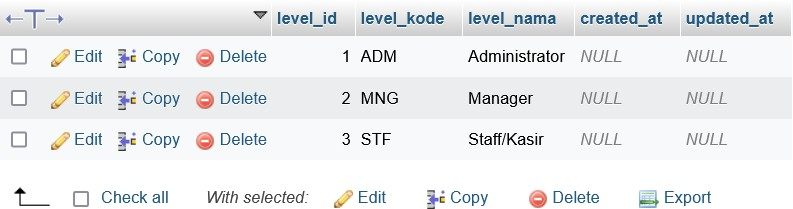 level_id level_kode level_nama created_at updated_at
Edit Copy Delete 1 ADM Administrator NULL NULL
Edit Copy Delete 2 MNG Manager NULL NULL
Edit Copy Delete 3 STF Staff/Kasir NULL NULL
Check all With selected: Edit Copy Delete Export